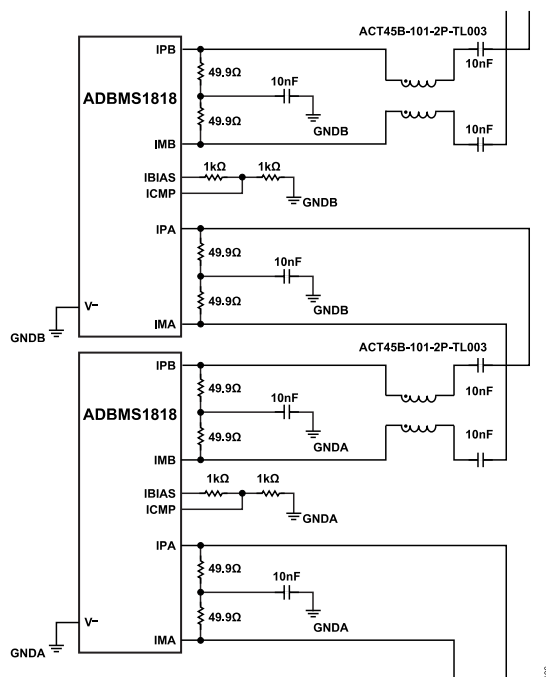 ACT45B-101-2P-TL003
IPB
49.9Ω
10nF
10nF
ADBMS1818
GNDB
49.9Ω
10nF
IMB
IBIAS
1kΩ
1kΩ
ICMP
GNDB
IPA
49.9Ω
10nF
49.9Ω
GNDB
V–
IMA
GNDB
ACT45B-101-2P-TL003
IPB
49.9Ω
10nF
10nF
ADBMS1818
GNDA
49.9Ω
10nF
IMB
IBIAS
1kΩ
1kΩ
ICMP
GNDA
IPA
49.9Ω
10nF
49.9Ω
GNDA
V–
IMA
GNDA